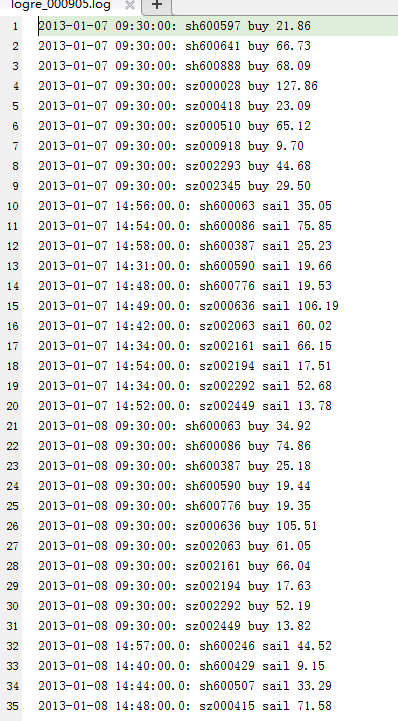 logre_000905.log
1 2013-01-07 09:30:00: sh600597 buy 21.86
2 2013-01-07 09:30:00: sh600641 buy 66.73
3 2013-01-07 09:30:00: sh600888 buy 68.09
4 2013-01-07 09:30:00: sz000028 buy 127.86
5 2013-01-07 09:30:00: sz000418 buy 23.09
6 2013-01-07 09:30:00: sz000510 buy 65.12
7 2013-01-07 09:30:00: sz000918 buy 9.70
8 2013-01-07 09:30:00: sz002293 buy 44.68
9 2013-01-07 09:30:00: sz002345 buy 29.50
10 2013-01-07 14:56:00.0: sh600063 sail 35.05
11 2013-01-07 14:54:00.0: sh600086 sail 75.85
12 2013-01-07 14:58:00.0: sh600387 sail 25.23
13 2013-01-07 14:31:00.0: sh600590 sail 19.66
14 2013-01-07 14:48:00.0: sh600776 sail 19.53
15 2013-01-07 14:49:00.0: sz000636 sail 106.19
16 2013-01-07 14:42:00.0: sz002063 sail 60.02
17 2013-01-07 14:34:00.0: sz002161 sail 66.15
18 2013-01-07 14:54:00.0: sz002194 sail 17.51
19 2013-01-07 14:34:00.0: sz002292 sail 52.68
20 2013-01-07 14:52:00.0: sz002449 sail 13.78
21 2013-01-08 09:30:00: sh600063 buy 34.92
22 2013-01-08 09:30:00: sh600086 buy 74.86
23 2013-01-08 09:30:00: sh600387 buy 25.18
24 2013-01-08 09:30:00: sh600590 buy 19.44
25 2013-01-08 09:30:00: sh600776 buy 19.35
26 2013-01-08 09:30:00: sz000636 buy 105.51
27 2013-01-08 09:30:00: sz002063 buy 61.05
28 2013-01-08 09:30:00: sz002161 buy 66.04
29 2013-01-08 09:30:00: sz002194 buy 17.63
30 2013-01-08 09:30:00: sz002292 buy 52.19
31 2013-01-08 09:30:00: sz002449 buy 13.82
32 2013-01-08 14:57:00.0: sh600246 sail 44.52
33 2013-01-08 14:40:00.0: sh600429 sail 9.15
34 2013-01-08 14:44:00.0: sh600507 sail 33.29
35 2013-01-08 14:48:00.0: sz000415 sail 71.58